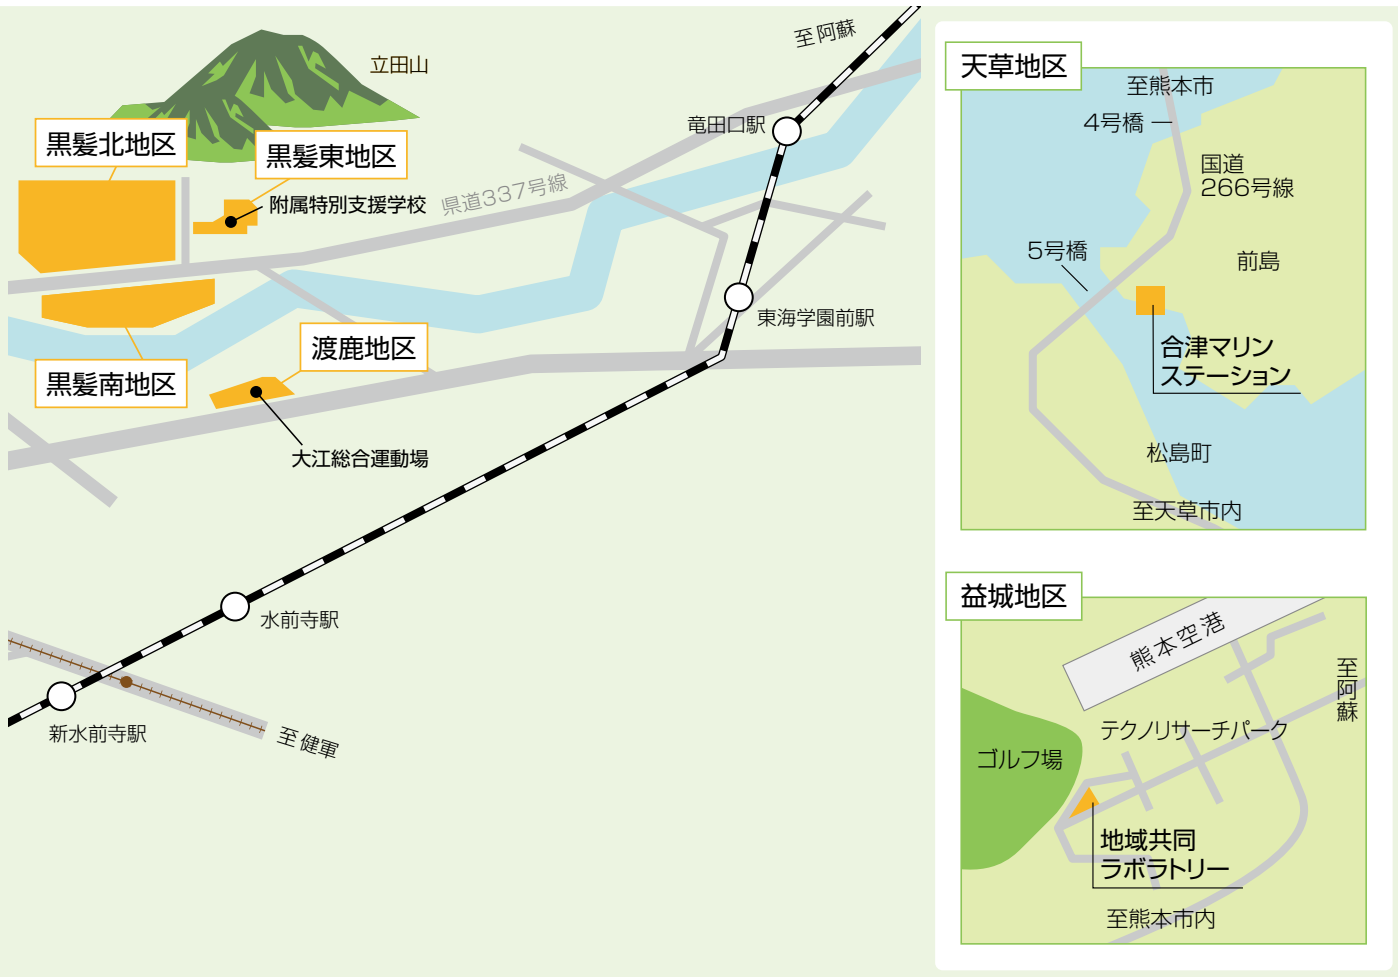 立田山
至阿蘇
黒髪北地区
黒髪東地区
竜田口駅
附属特別支援学校
県道337号線
東海学園前駅
渡鹿地区
黒髪南地区
大江総合運動場
水前寺駅
新水前寺駅
至健軍
天草地区
至熊本市
4号橋
国道
266号線
5号橋
前島
合津マリン
ステーション
松島町
至天草市内
益城地区
熊本空港
至阿蘇
テクノリサーチパーク
ゴルフ場
地域共同
ラボラトリー
至熊本市内